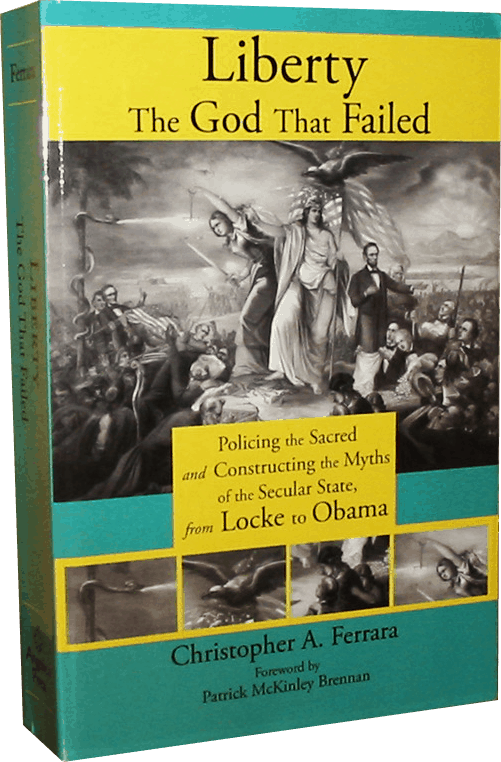 Liberty
The God That Failed
Policing the Sacred
and Constructing the Myths
of the Secular State,
from Locke to Obama
Christopher A. Ferrara
Foreword by
Patrick McKinley Brennan
Ferrara
LIBERTY
The God That Failed